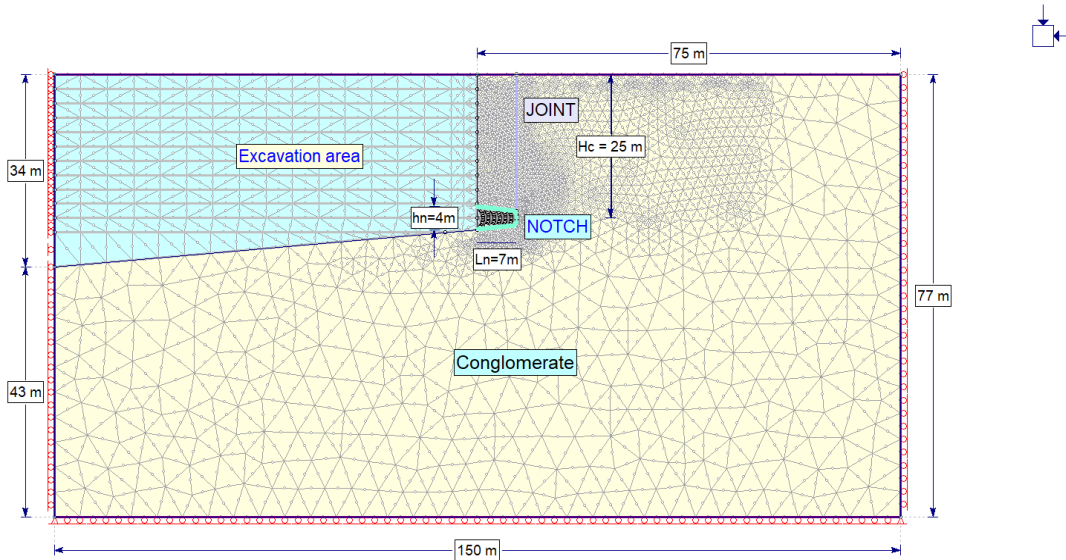 75 m
JOINT
Hc = 25 m
Excavation area
34 m
hn=4m
NOTCH
Ln=7m
77 m
Conglomerate
43 m
150 m